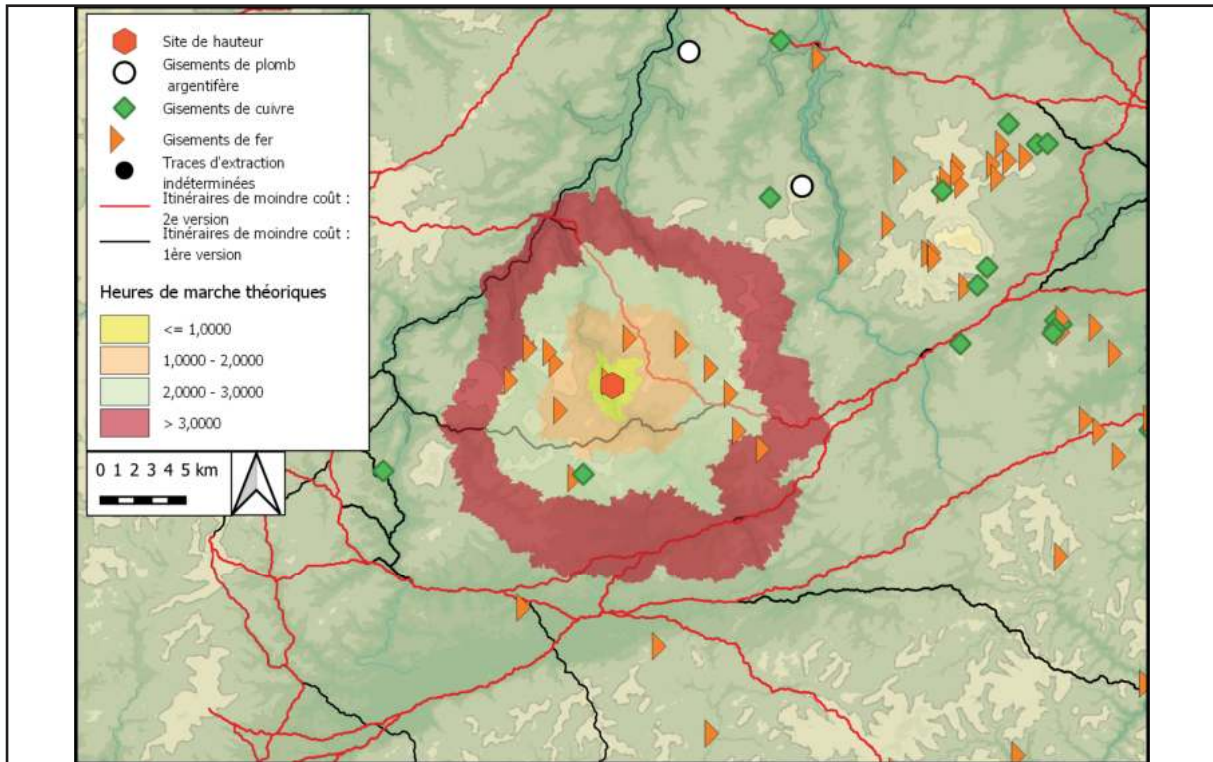 Site de hauteur
Gisements de plomb
argentifère
Gisements de cuivre
Gisements de fer
Traces d'extraction
indéterminées
Itinéraires de moindre coût :
2e version
Itinéraires de moindre coût :
1ère version
Heures de marche théoriques
<= 1,0000
1,0000 - 2,0000
2,0000 - 3,0000
> 3,0000
0 1 2 3 4 5 km